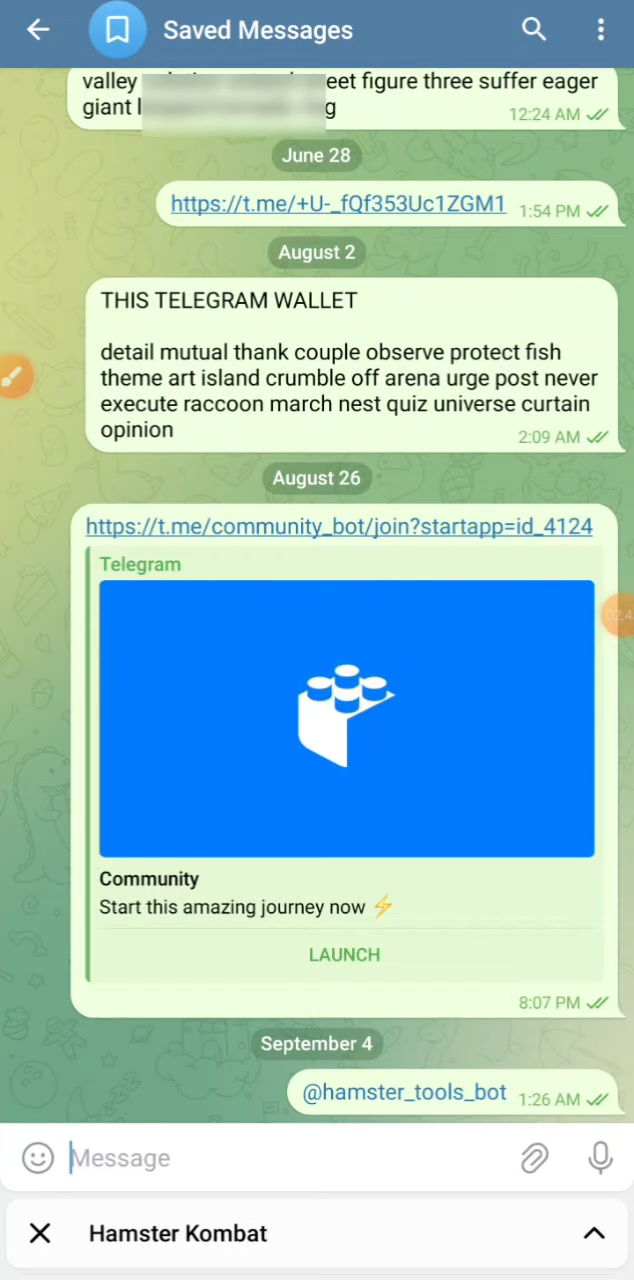 Saved Messages
valley eet figure three suffer eager
giant
12:24 AM
June 28
https://t.me/+U-_fQf353Uc1ZGM1 1:54 PM
August 2
THIS TELEGRAM WALLET
detail mutual thank couple observe protect fish
theme art island crumble off arena urge post never
execute raccoon march nest quiz universe curtain
opinion
2:09 AM
August 26
https://t.me/community_bot/join?startapp=id_4124
Telegram
Community
Start this amazing journey now ⚡
LAUNCH
8:07 PM
September 4
@hamster_tools_bot 1:26 AM
Message
Hamster Kombat